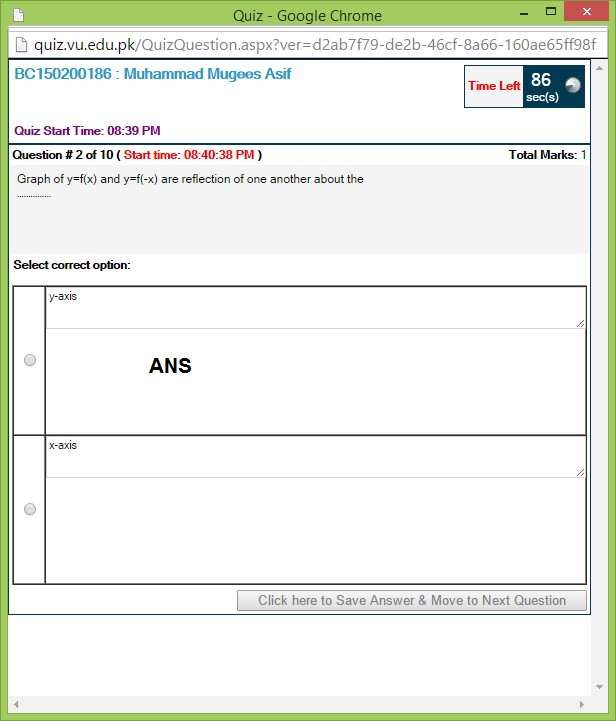 Quiz - Google Chrome
quiz.vu.edu.pk/QuizQuestion.aspx?ver=d2ab7f79-de2b-46cf-8a66-160ae65ff98f
BC150200186 : Muhammad Mugees Asif
Time Left 86
sec(s)
Quiz Start Time: 08:39 PM
Question # 2 of 10 ( Start time: 08:40:38 PM ) Total Marks: 1
Graph of y=f(x) and y=f(-x) are reflection of one another about the
..............
Select correct option:
y-axis
ANS
x-axis
Click here to Save Answer & Move to Next Question